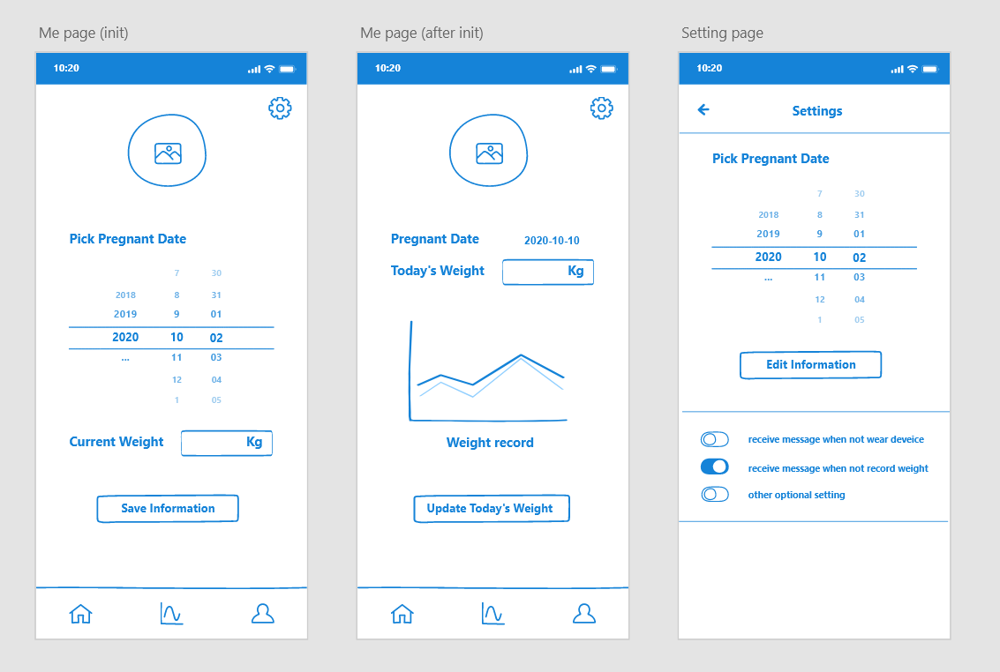 Me page (init)
10:20
Pick Pregnant Date
7 30
2018 8 31
2019 9 01
2020 10 02
... 11 03
12 04
1 05
Current Weight Kg
Save Information
Me page (after init)
10:20
Pregnant Date 2020-10-10
Today's Weight Kg
Weight record
Update Today's Weight
Setting page
10:20
Settings
Pick Pregnant Date
7 30
2018 8 31
2019 9 01
2020 10 02
... 11 03
12 04
1 05
Edit Information
receive message when not wear deveice
receive message when not record weight
other optional setting